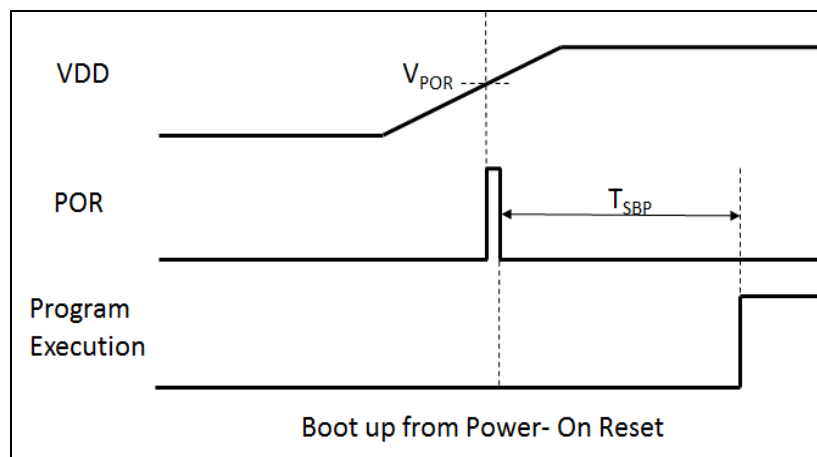 VDD
VPOR
POR
TSBP
Program
Execution
Boot up from Power- On Reset